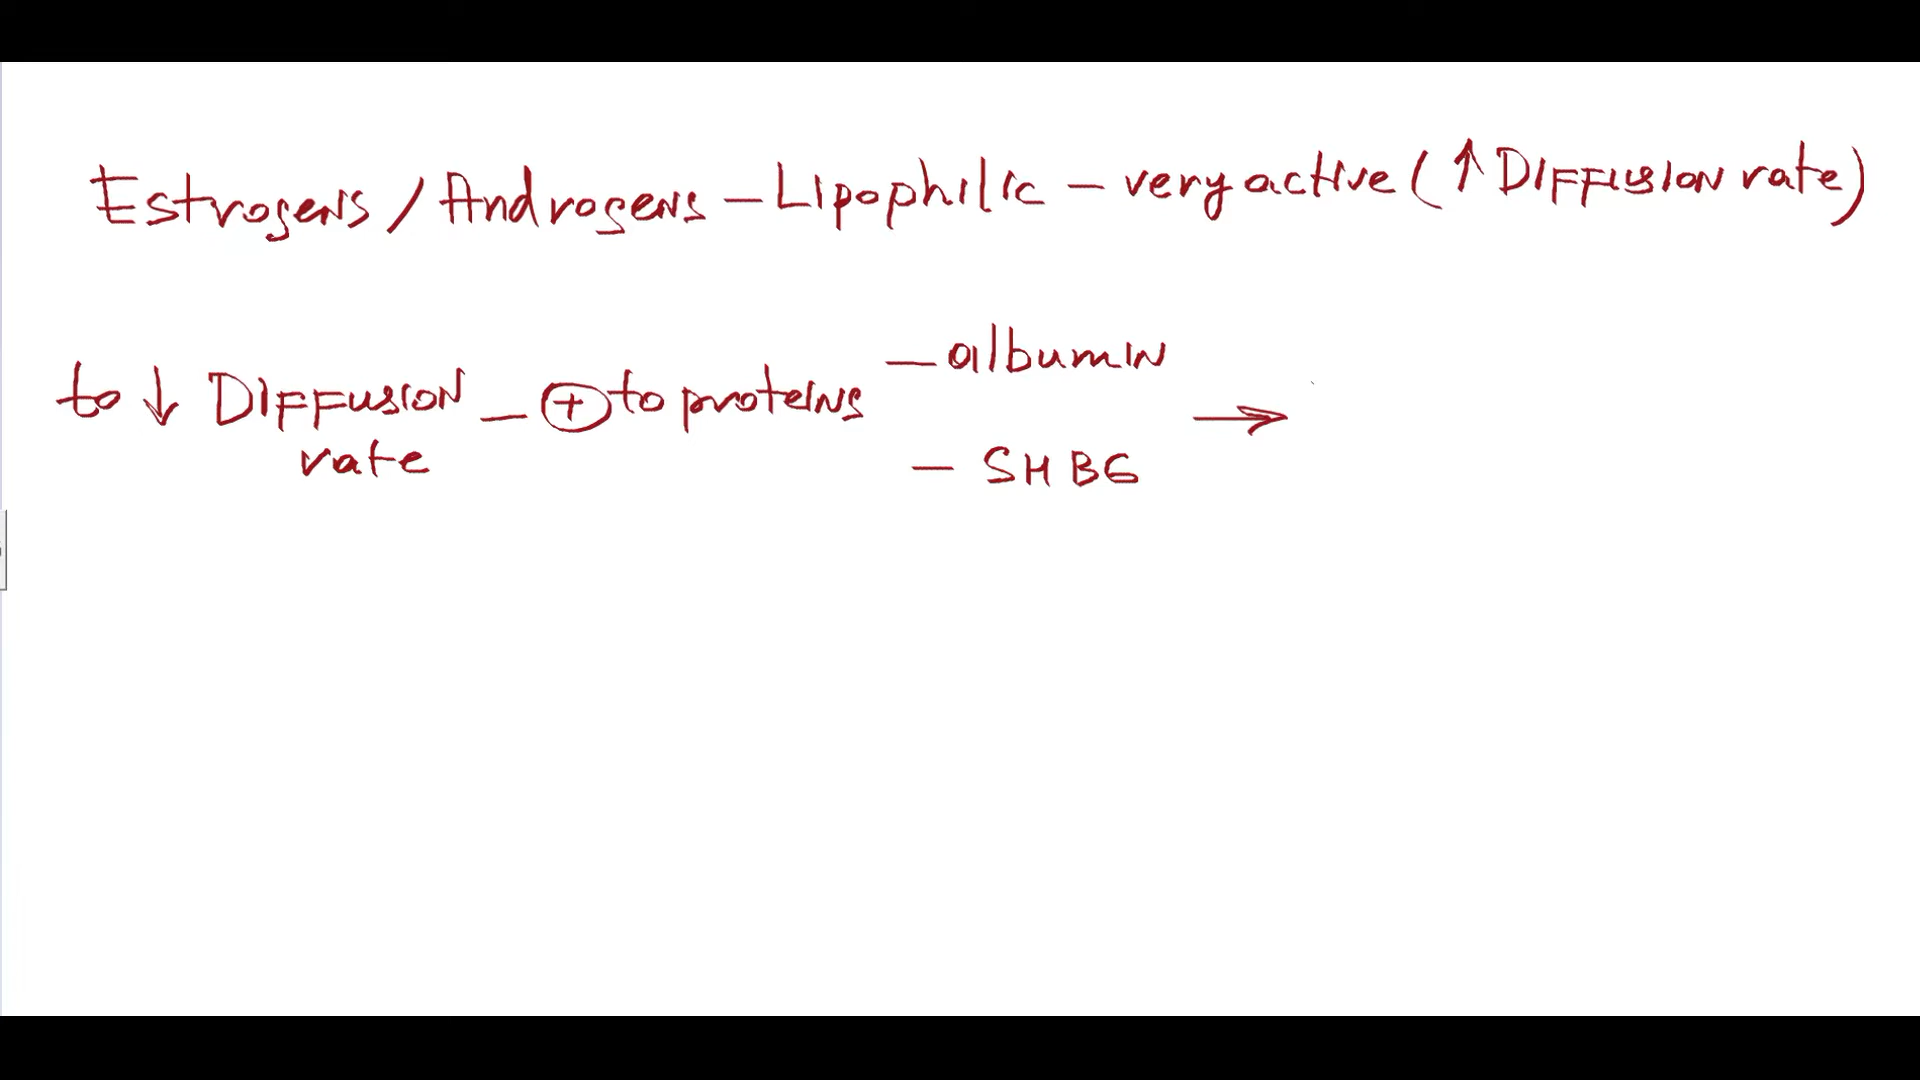 Estrogens / Androgens – Lipophilic – very active (↑ Diffusion rate)
to ↓ Diffusion rate – ⊕ to proteins – albumin
– SHBG →